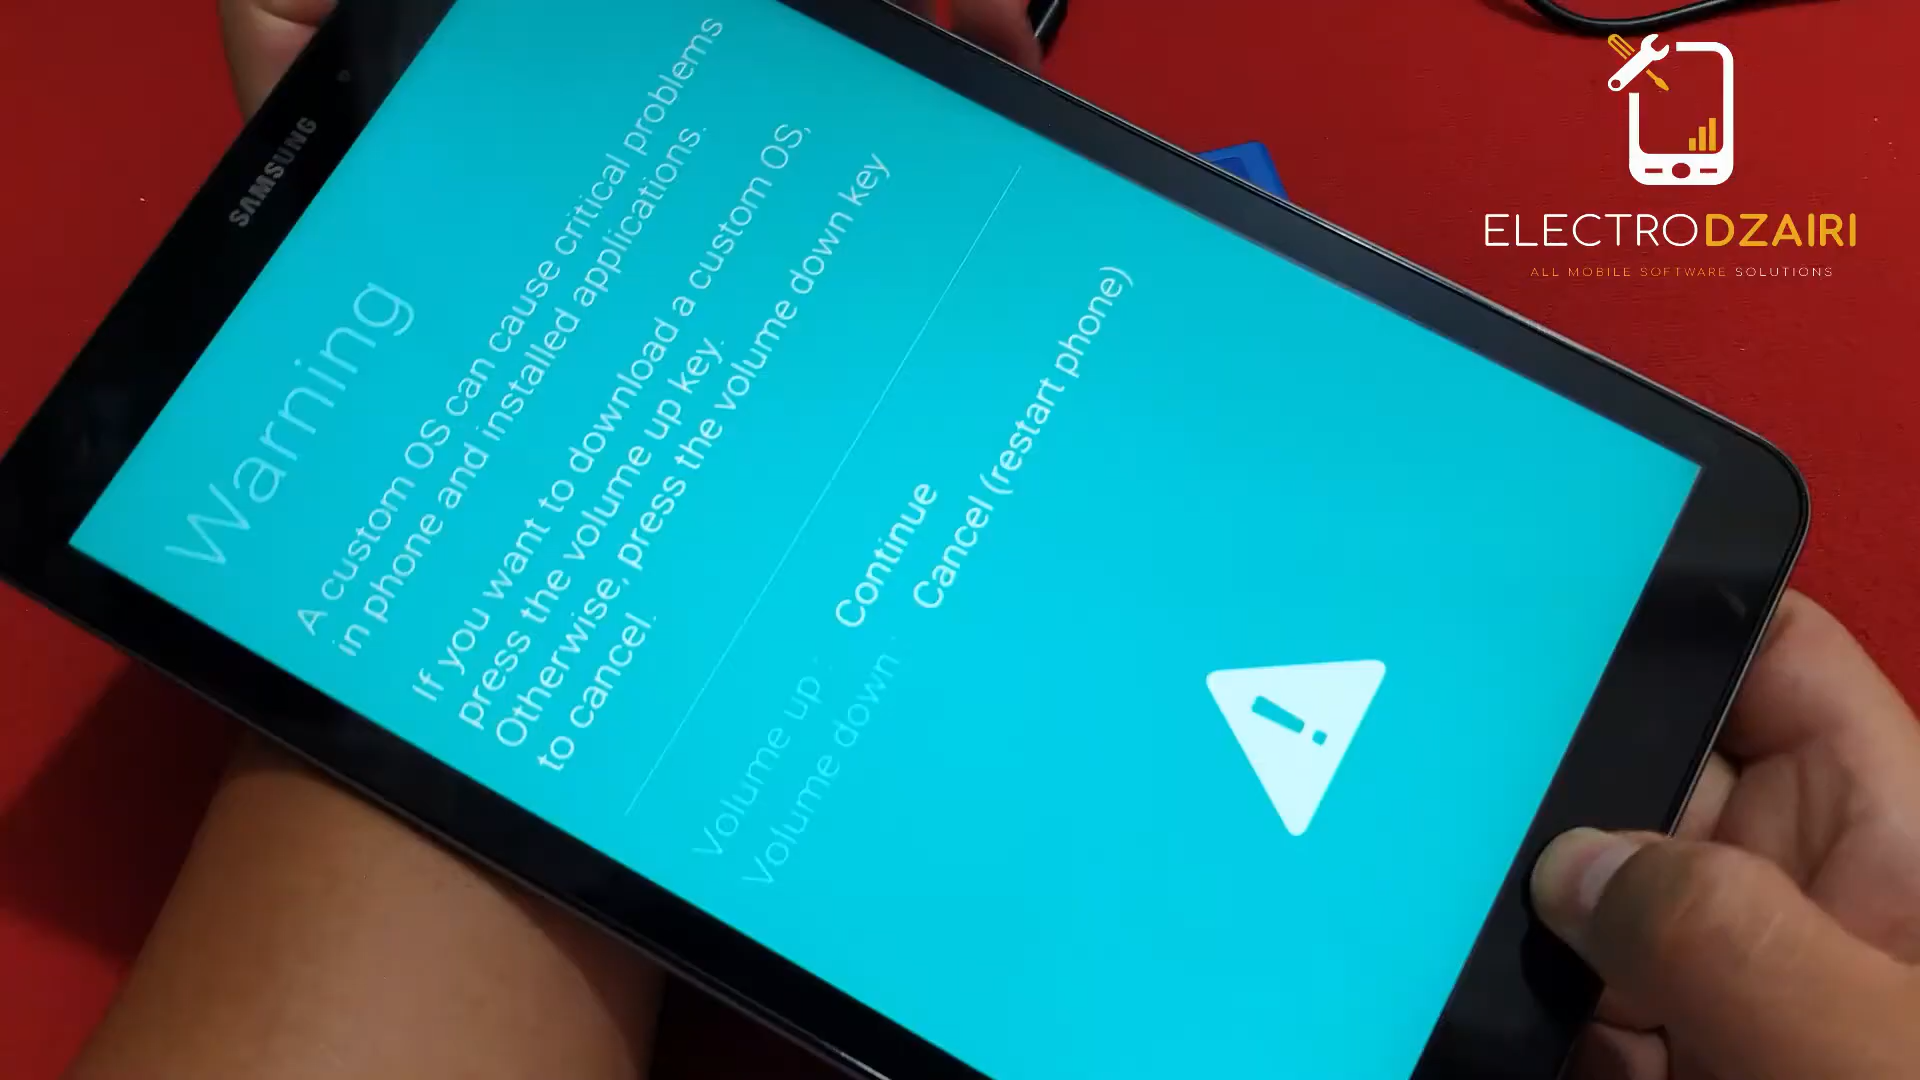 SAMSUNG
Warning
A custom OS can cause critical problems
in phone and installed applications.
If you want to download a custom OS,
press the volume up key.
Otherwise, press the volume down key
to cancel.
Volume up : Continue
Volume down : Cancel (restart phone)
ELECTRODZAIRI
ALL MOBILE SOFTWARE SOLUTIONS